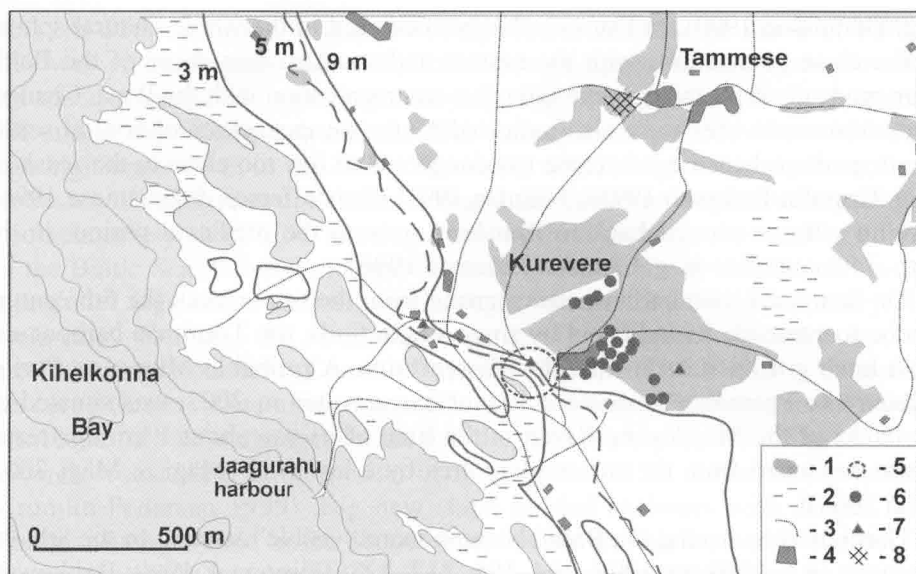 5 m
3 m
9 m
Tammese
Kurevere
Kihelkonna
Bay
Jaagurahu
harbour
0 500 m
- 1 - 5
- 2 - 6
- 3 - 7
- 4 - 8